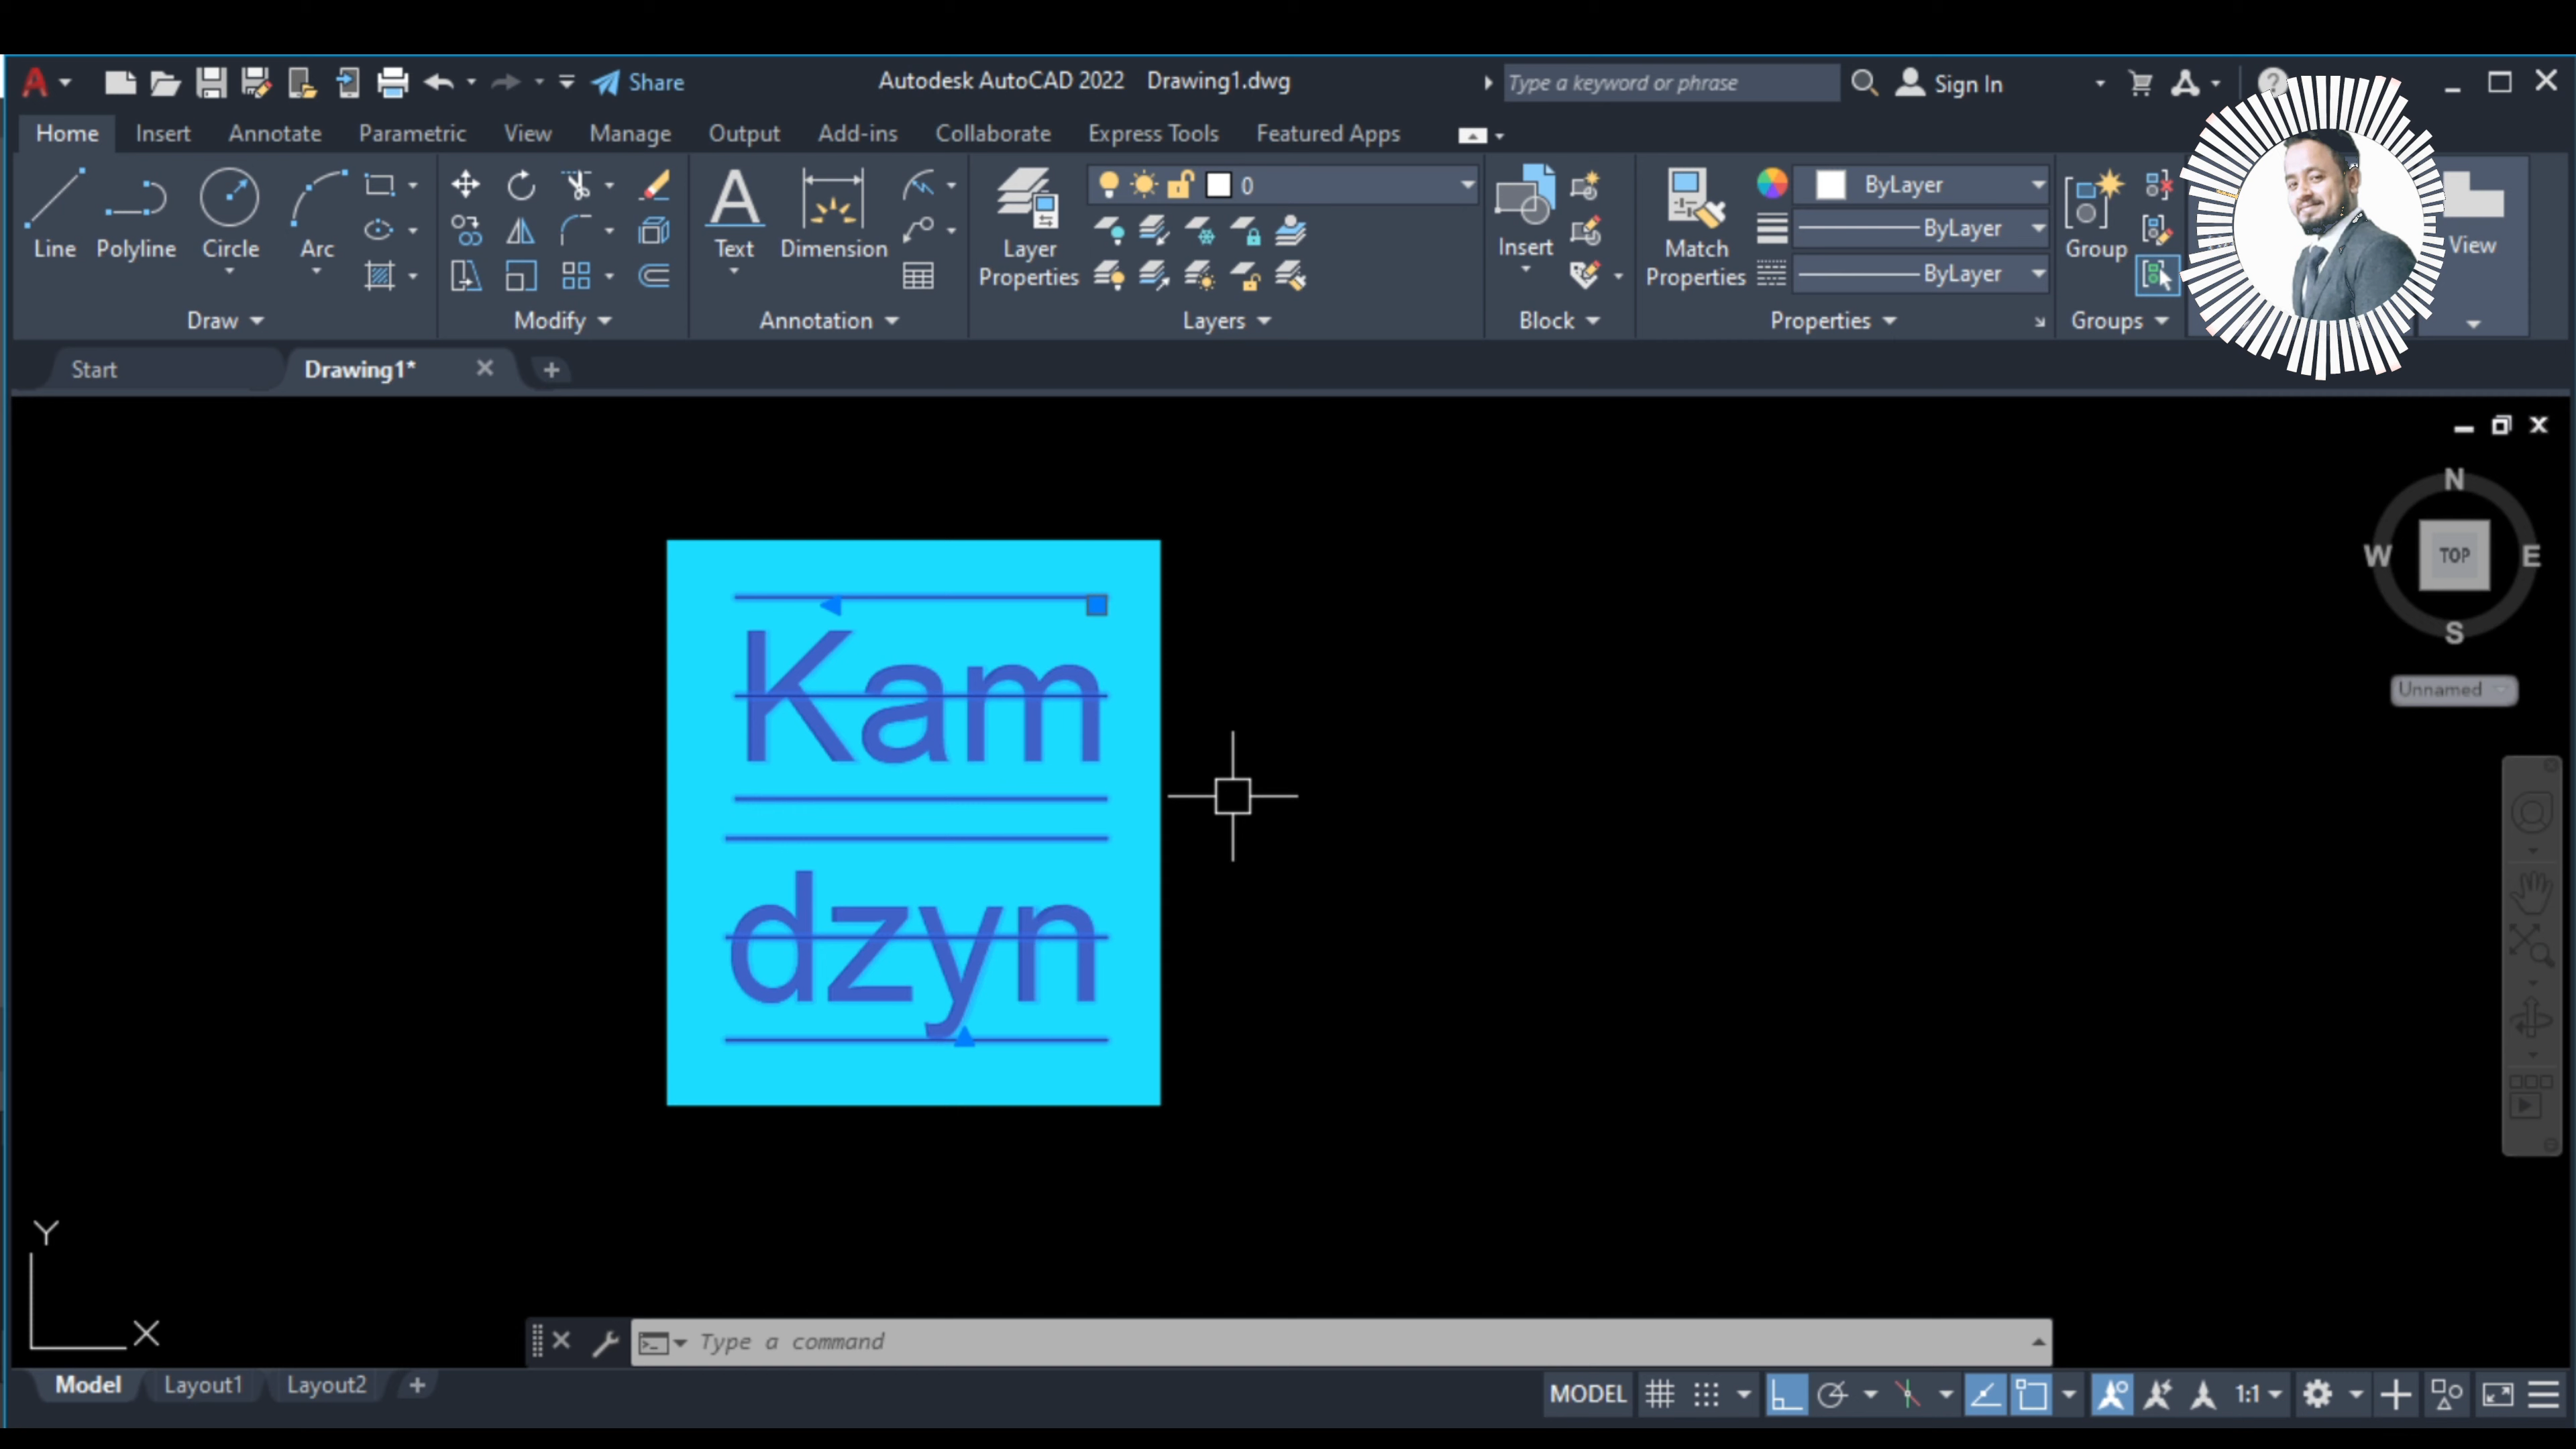 Share
Autodesk AutoCAD 2022 Drawing1.dwg
Type a keyword or phrase
Sign In
Home Insert Annotate Parametric View Manage Output Add-ins Collaborate Express Tools Featured Apps
0
ByLayer
Line Polyline Circle Arc
Text Dimension
Layer Properties
Insert
Match Properties
ByLayer
ByLayer
Group
View
Draw Modify Annotation Layers Block Properties Groups
Start Drawing1*
N
W TOP E
S
Unnamed
Kam
dzyn
Y
X
Type a command
Model Layout1 Layout2
MODEL 1:1